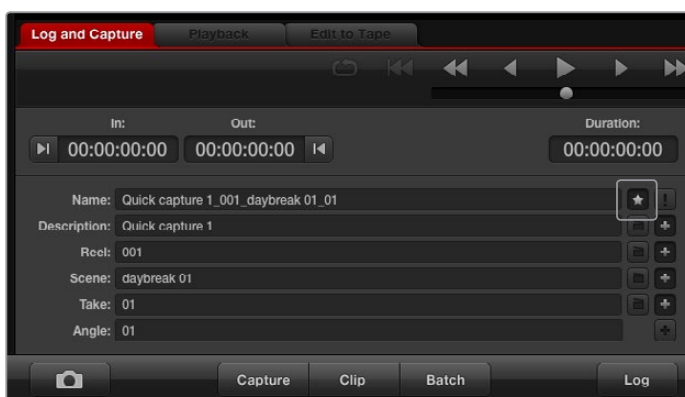 Log and Capture Playback Edit to Tape
In: Out: Duration:
00:00:00:00 00:00:00:00 00:00:00:00
Name: Quick capture 1_001_daybreak 01_01
Description: Quick capture 1
Reel: 001
Scene: daybreak 01
Take: 01
Angle: 01
Capture Clip Batch Log